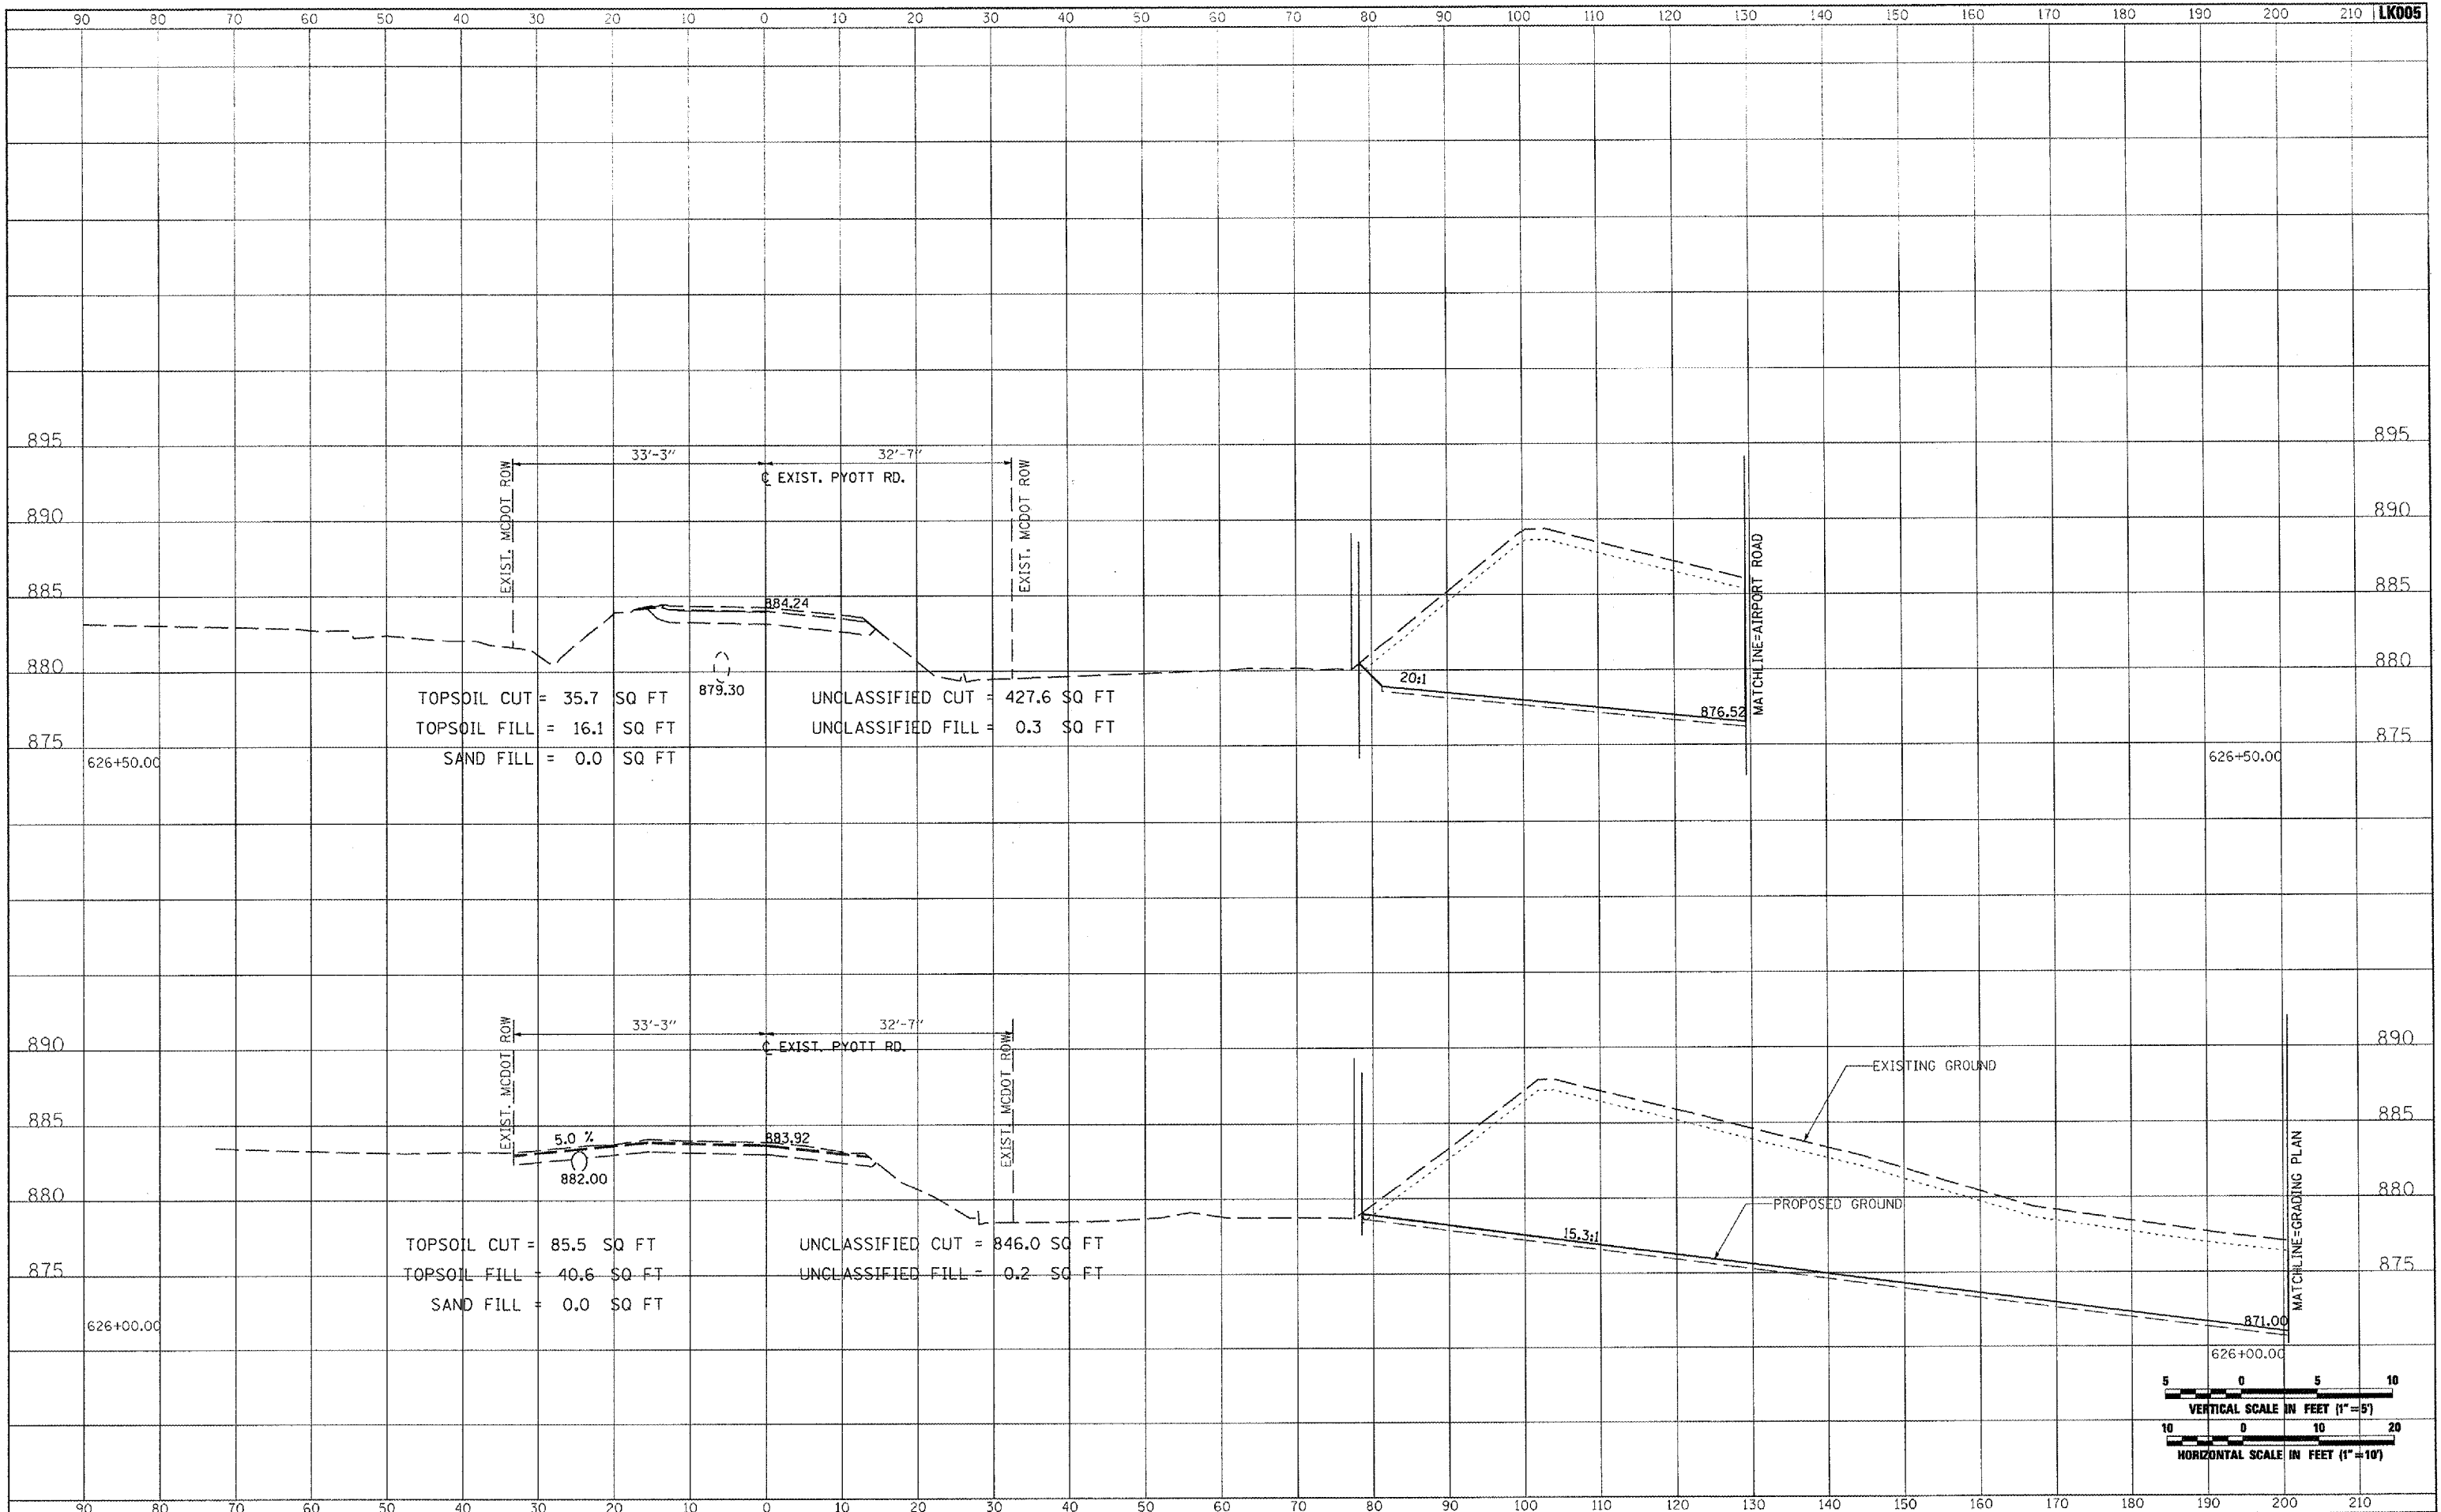 90 80 70 60 50 40 30 20 10 0 10 20 30 40 50 60 70 80 90 100 110 120 130 140 150 160 170 180 190 200 210 LK005
895 895
33'-3" 32'-7"
℄ EXIST. PYOTT RD.
EXIST. MCDOT ROW
EXIST. MCDOT ROW
890 890
MATCHLINE=AIRPORT ROAD
885 884.24 885
880 880
879.30
20:1
876.52
TOPSOIL CUT = 35.7 SQ FT UNCLASSIFIED CUT = 427.6 SQ FT
TOPSOIL FILL = 16.1 SQ FT UNCLASSIFIED FILL = 0.3 SQ FT
875 875
SAND FILL = 0.0 SQ FT
626+50.00 626+50.00
33'-3" 32'-7"
℄ EXIST. PYOTT RD.
EXIST. MCDOT ROW
EXIST. MCDOT ROW
890 890
EXISTING GROUND
885 885
5.0 % 883.92
882.00
MATCHLINE=GRADING PLAN
880 880
PROPOSED GROUND
15.3:1
TOPSOIL CUT = 85.5 SQ FT UNCLASSIFIED CUT = 846.0 SQ FT
875 875
TOPSOIL FILL = 40.6 SQ FT UNCLASSIFIED FILL = 0.2 SQ FT
SAND FILL = 0.0 SQ FT
871.00
626+00.00 626+00.00
5 0 5 10
VERTICAL SCALE IN FEET (1"=5')
10 0 10 20
HORIZONTAL SCALE IN FEET (1"=10')
90 80 70 60 50 40 30 20 10 0 10 20 30 40 50 60 70 80 90 100 110 120 130 140 150 160 170 180 190 200 210